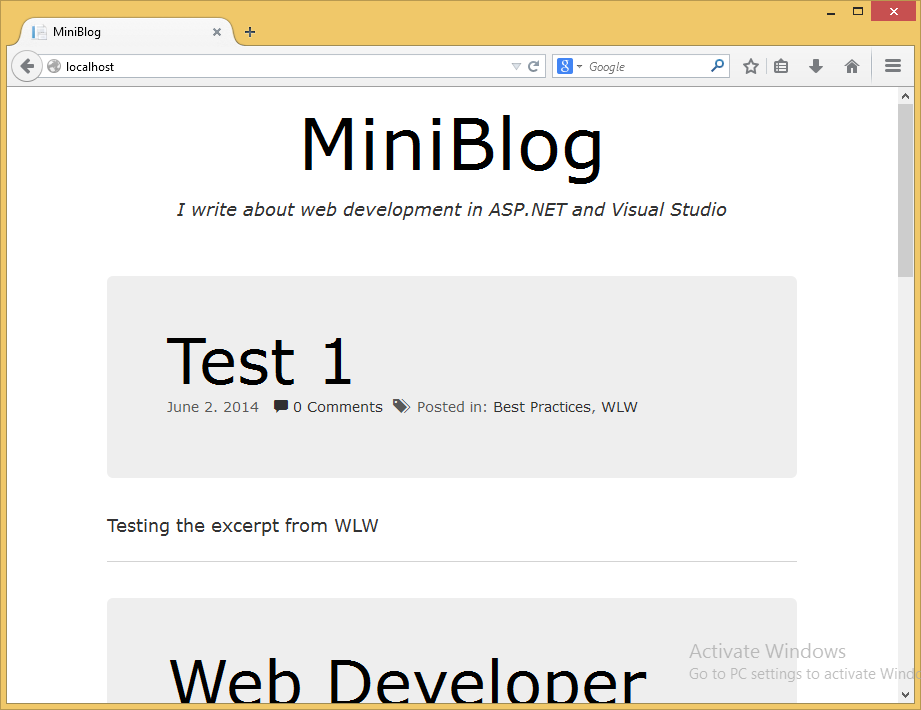 MiniBlog
localhost
Google
MiniBlog
I write about web development in ASP.NET and Visual Studio
Test 1
June 2. 2014 0 Comments Posted in: Best Practices, WLW
Testing the excerpt from WLW
Web Developer
Activate Windows
Go to PC settings to activate